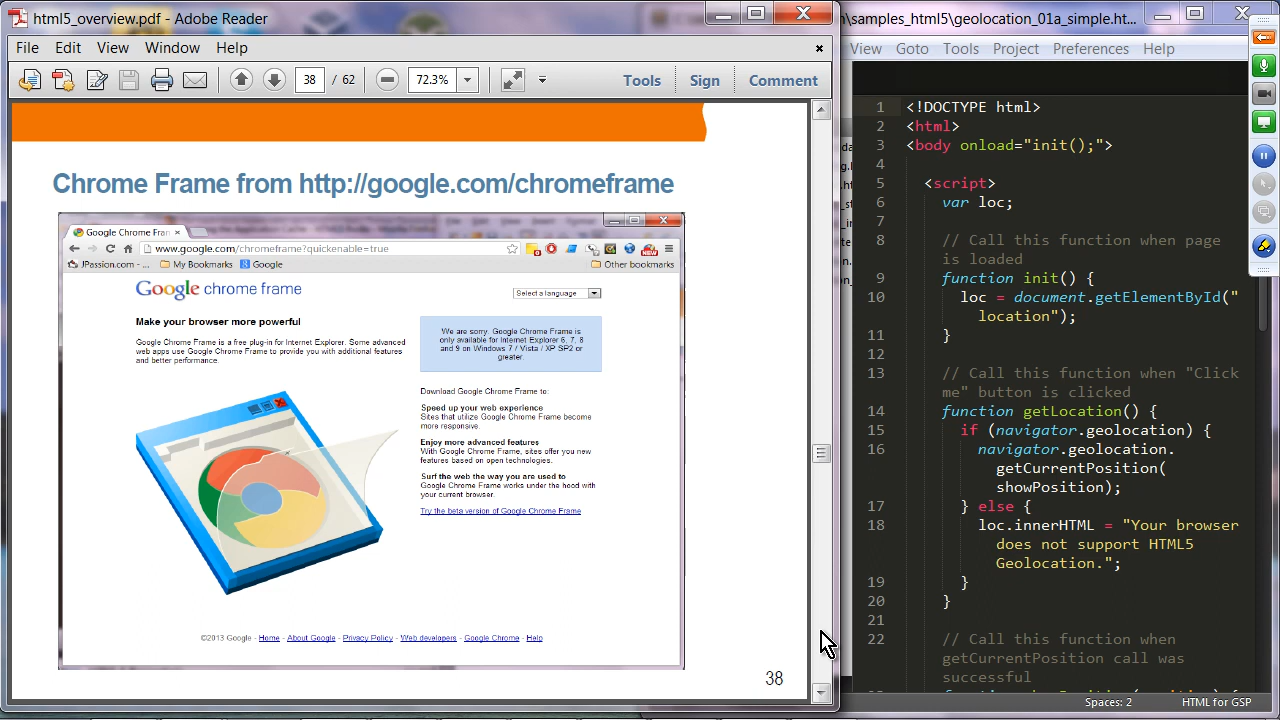 html5_overview.pdf - Adobe Reader
File Edit View Window Help
38 / 62 72.3% Tools Sign Comment
Chrome Frame from http://google.com/chromeframe
Google Chrome Fran
www.google.com/chromeframe?quickenable=true
JPassion.com - ... My Bookmarks Google Other bookmarks
Google chrome frame
Select a language
Make your browser more powerful
Google Chrome Frame is a free plug-in for Internet Explorer. Some advanced
web apps use Google Chrome Frame to provide you with additional features
and better performance.
We are sorry. Google Chrome Frame is
only available for Internet Explorer 6, 7, 8
and 9 on Windows 7 / Vista / XP SP2 or
greater.
Download Google Chrome Frame to:
Speed up your web experience
Sites that utilize Google Chrome Frame become
more responsive.
Enjoy more advanced features
With Google Chrome Frame, sites offer you new
features based on open technologies.
Surf the web the way you are used to
Google Chrome Frame works under the hood with
your current browser.
Try the beta version of Google Chrome Frame
©2013 Google - Home - About Google - Privacy Policy - Web developers - Google Chrome - Help
38
\samples_html5\geolocation_01a_simple.ht...
View Goto Tools Project Preferences Help
1 <!DOCTYPE html>
2 <html>
3 <body onload="init();">
4
5 <script>
6 var loc;
7
8 // Call this function when page
is loaded
9 function init() {
10 loc = document.getElementById("
location");
11 }
12
13 // Call this function when "Click
me" button is clicked
14 function getLocation() {
15 if (navigator.geolocation) {
16 navigator.geolocation.
getCurrentPosition(
showPosition);
17 } else {
18 loc.innerHTML = "Your browser
does not support HTML5
Geolocation.";
19 }
20 }
21
22 // Call this function when
getCurrentPosition call was
successful
Spaces: 2 HTML for GSP